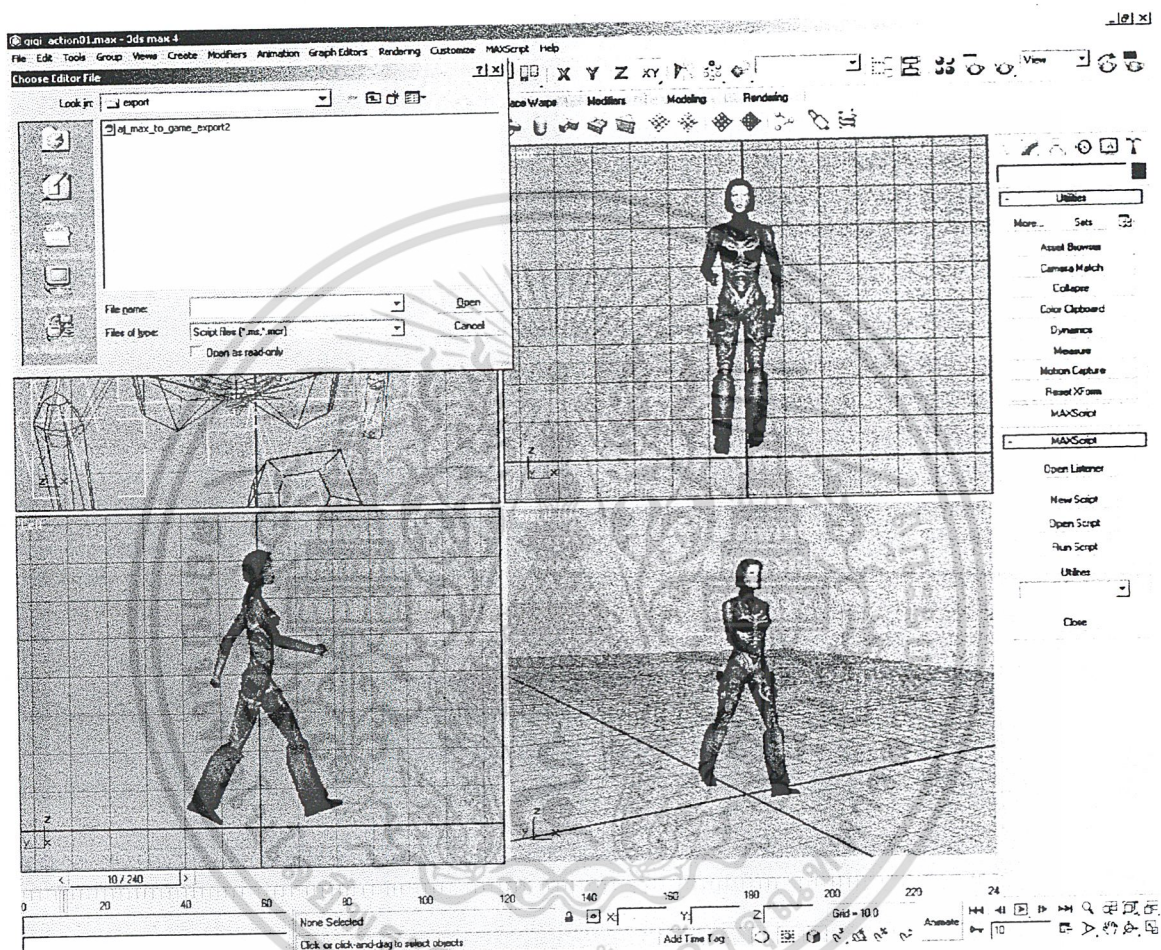 gigi_action01.max - 3ds max 4
File Edit Tools Group Views Create Modifiers Animation Graph Editors Rendering Customize MAXScript Help
Choose Editor File
Look in: export
aj_max_to_game_export2
File name:
Open
Files of type: Script files (*.ms,*.mcr)
Cancel
Open as read-only
X Y Z XY
View
ace Warps Modifiers Modeling Rendering
Utilities
More... Sets
Asset Browser
Camera Match
Collapse
Color Clipboard
Dynamics
Measure
Motion Capture
Reset XForm
MAXScript
MAXScript
Open Listener
New Script
Open Script
Run Script
Utilities
Close
z
x
z
y x
z
y x
10 / 240
0 20 40 60 80 100 120 140 160 180 200 220 24
None Selected
X: Y: Z: Grid = 10.0
Animate
10
Click or click-and-drag to select objects
Add Time Tag